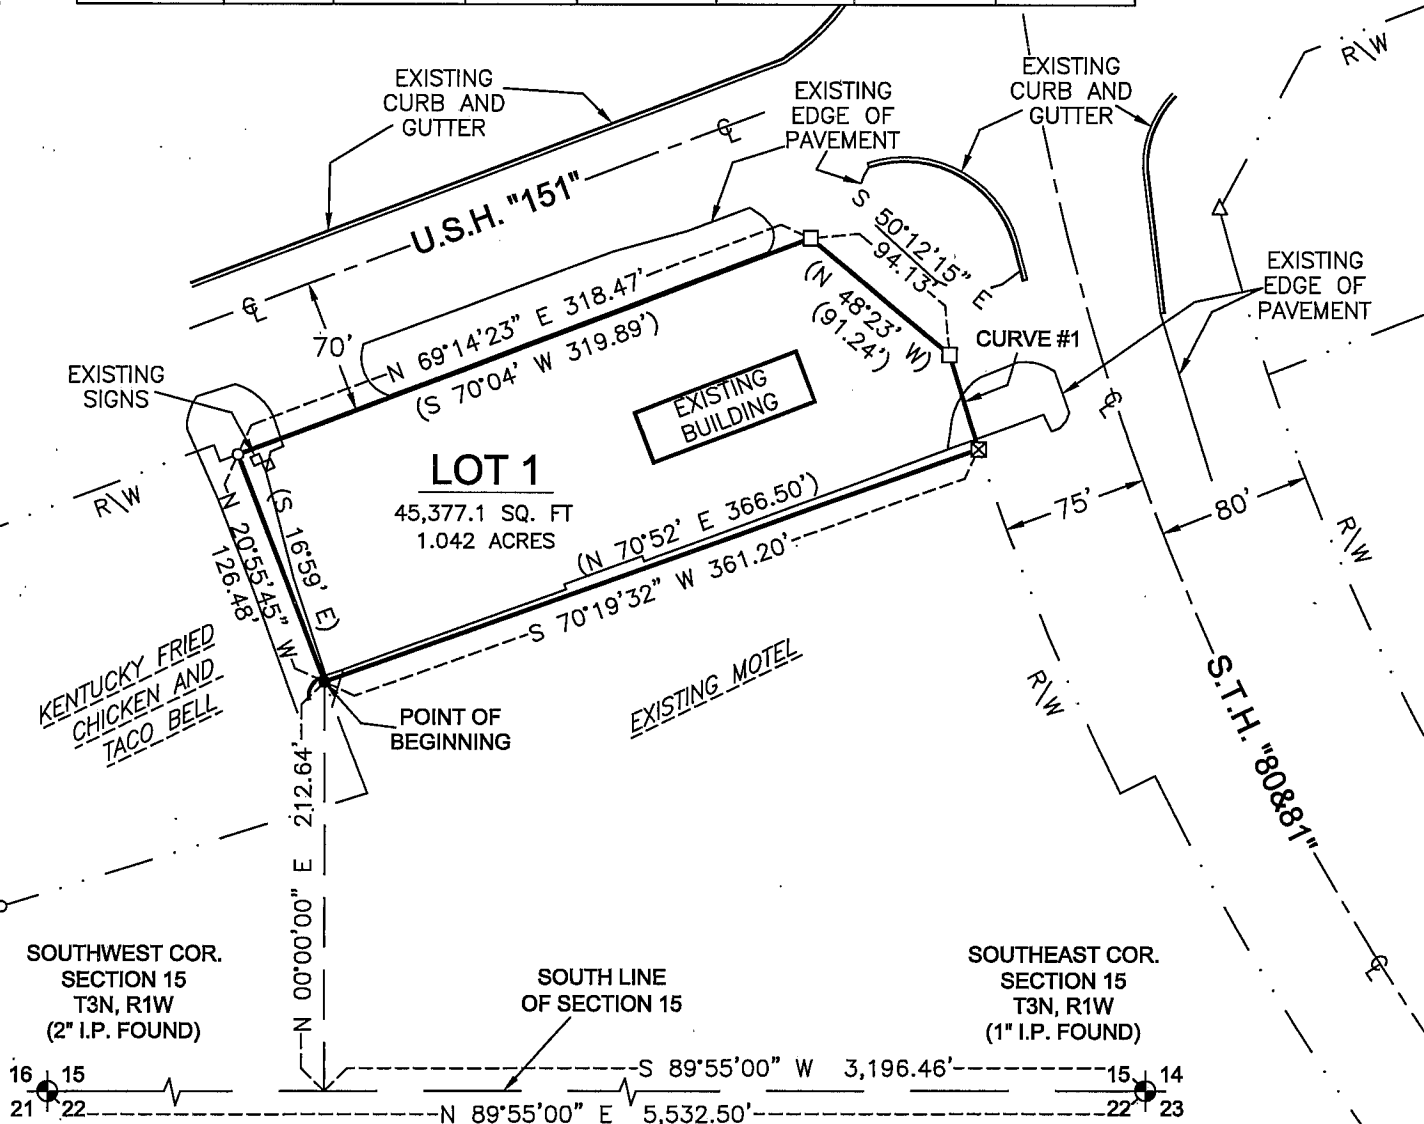 R\W
EXISTING
CURB AND
GUTTER
EXISTING
EDGE OF
PAVEMENT
EXISTING
CURB AND
GUTTER
℄
U.S.H. "151"
℄
S 50°12'15" E
94.13'
EXISTING
EDGE OF
PAVEMENT
70'
N 69°14'23" E 318.47'
(S 70°04' W 319.89')
(N 48°23' W)
(91.24')
CURVE #1
EXISTING
SIGNS
EXISTING
BUILDING
℄
LOT 1
45,377.1 SQ. FT
1.042 ACRES
R\W
N 20°55'45" W
126.48'
(S 16°59' E)
(N 70°52' E 366.50')
S 70°19'32" W 361.20'
75'
80'
R\W
KENTUCKY FRIED
CHICKEN AND
TACO BELL
EXISTING MOTEL
R\W
S.T.H. "80&81"
POINT OF
BEGINNING
N 00°00'00" E 212.64'
℄
SOUTHWEST COR.
SECTION 15
T3N, R1W
(2" I.P. FOUND)
SOUTH LINE
OF SECTION 15
SOUTHEAST COR.
SECTION 15
T3N, R1W
(1" I.P. FOUND)
16 15
21 22
S 89°55'00" W 3,196.46'
N 89°55'00" E 5,532.50'
15 14
22 23